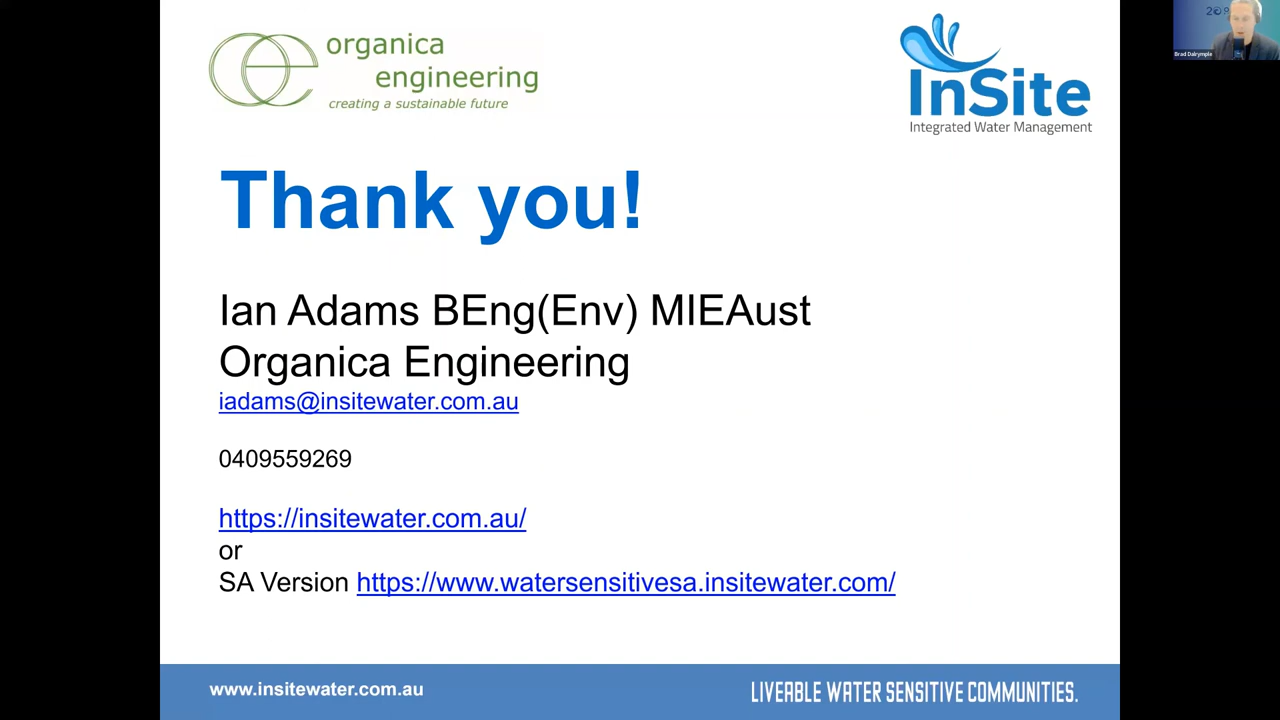 organica
engineering
creating a sustainable future
InSite
Integrated Water Management
Brad Dalrymple
Thank you!
Ian Adams BEng(Env) MIEAust
Organica Engineering
iadams@insitewater.com.au
0409559269
https://insitewater.com.au/
or
SA Version https://www.watersensitivesa.insitewater.com/
www.insitewater.com.au
LIVEABLE WATER SENSITIVE COMMUNITIES.